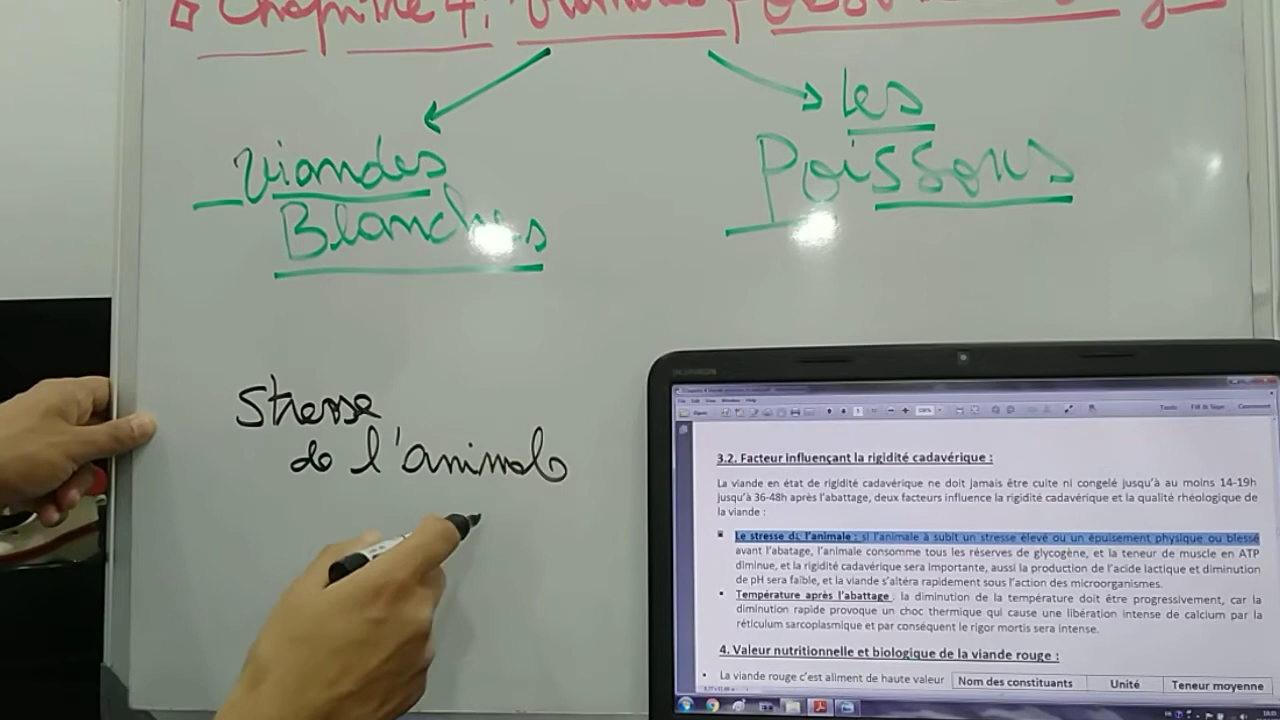 Chapitre 4:
Viandes
Blanches
les
Poissons
Stresse
de l'animal
3.2. Facteur influençant la rigidité cadavérique :
La viande en état de rigidité cadavérique ne doit jamais être cuite ni congelé jusqu'à au moins 14-19h
jusqu'à 36-48h après l'abattage, deux facteurs influence la rigidité cadavérique et la qualité rhéologique de
la viande :
Le stresse de l'animale : si l'animale à subit un stresse élevé ou un épuisement physique ou blessé
avant l'abatage, l'animale consomme tous les réserves de glycogène, et la teneur de muscle en ATP
diminue, et la rigidité cadavérique sera importante, aussi la production de l'acide lactique et diminution
de pH sera faible, et la viande s'altéra rapidement sous l'action des microorganismes.
Température après l'abattage : la diminution de la température doit être progressivement, car la
diminution rapide provoque un choc thermique qui cause une libération intense de calcium par la
réticulum sarcoplasmique et par conséquent le rigor mortis sera intense.
4. Valeur nutritionnelle et biologique de la viande rouge :
La viande rouge c'est aliment de haute valeur
Nom des constituants Unité Teneur moyenne